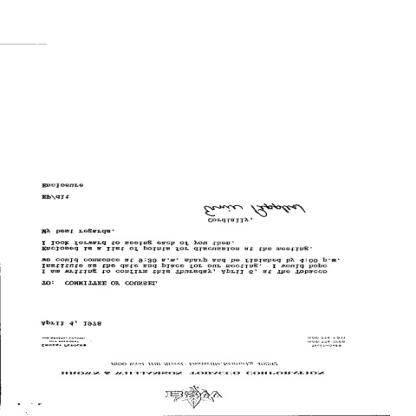 BROWN & WILLIAMSON TOBACCO CORPORATION
1600 West Hill Street, Louisville, Kentucky 40232
April 4, 1978
TO: COMMITTEE OF COUNSEL
I am writing to confirm this Thursday, April 6, at The Tobacco
Institute as the date and place for our meeting. I would hope
we could commence at 9:30 a.m. sharp and be finished by 4:00 p.m.
Enclosed is a list of points for discussion at the meeting.
I look forward to seeing each of you then.
My best regards.
Cordially,
Ernie Pepples
EP/dlt
Enclosure